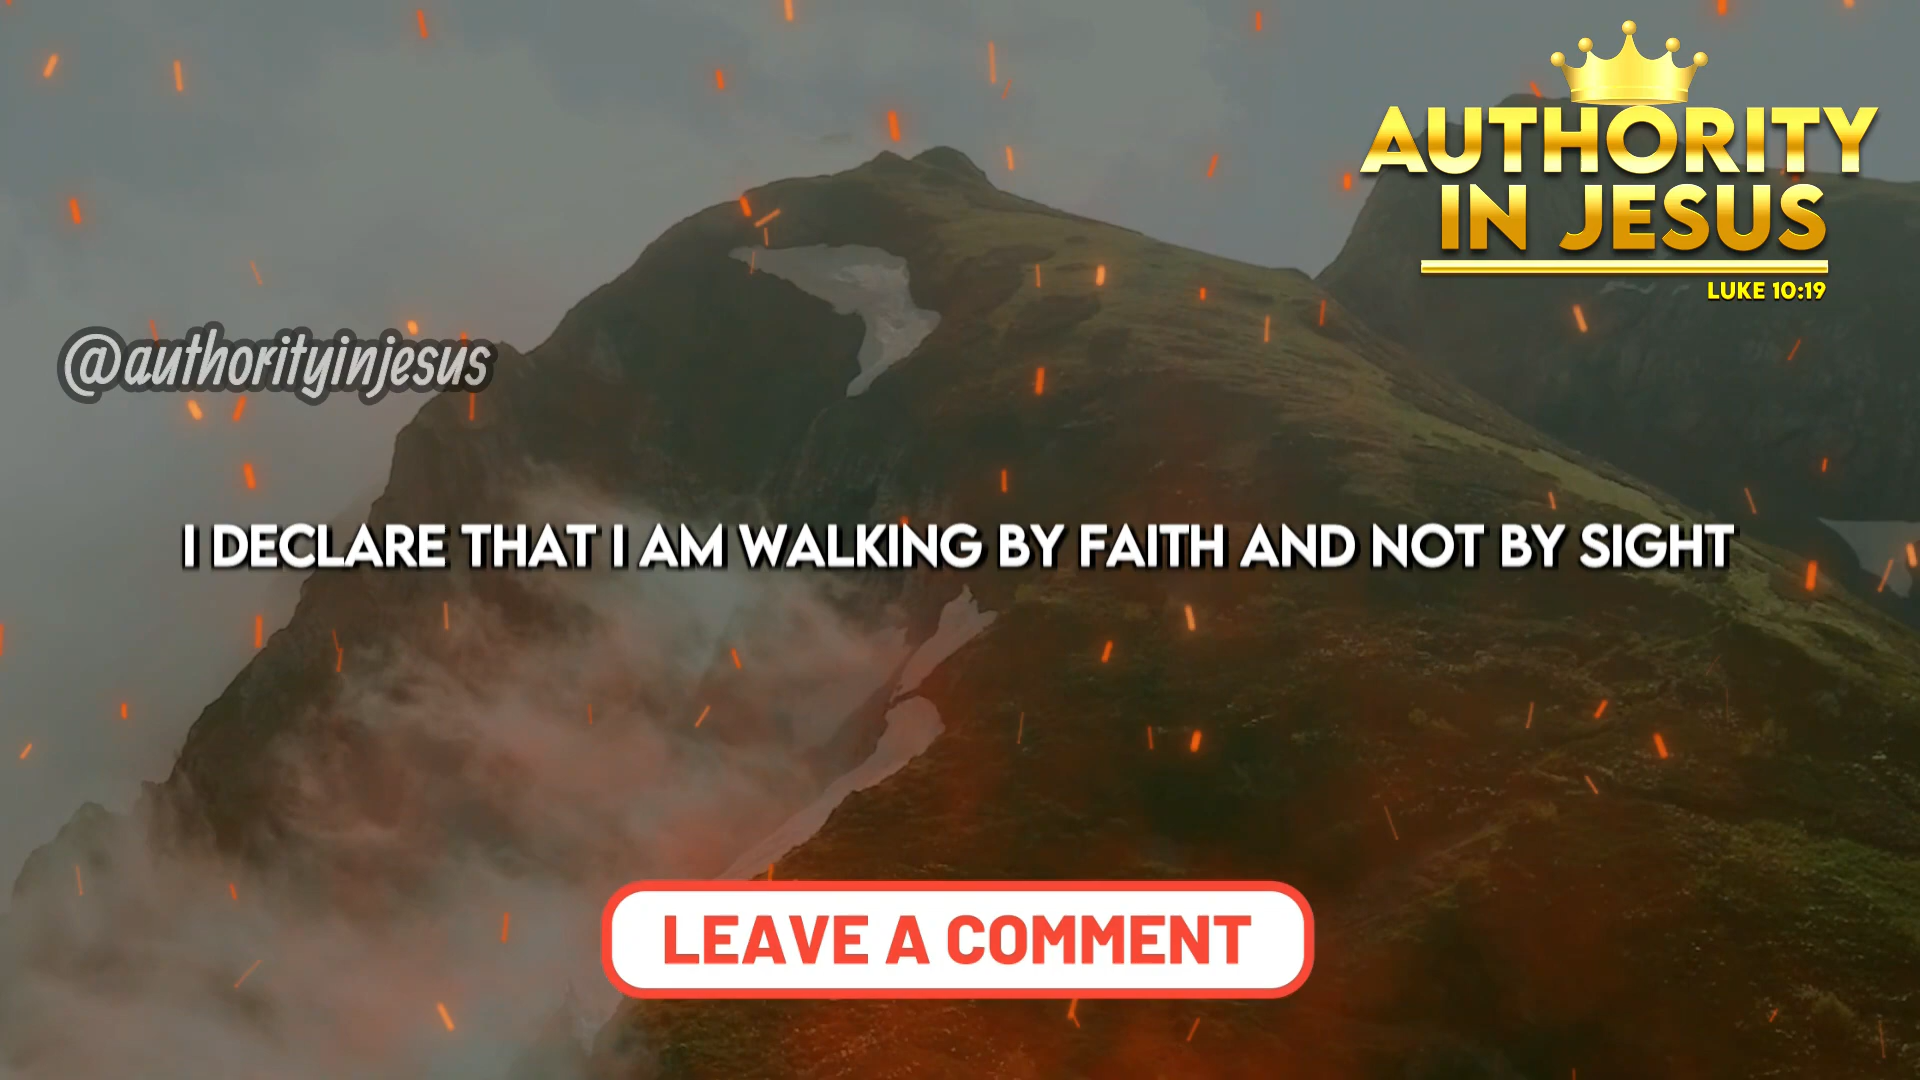 AUTHORITY
IN JESUS
LUKE 10:19
@authorityinjesus
I DECLARE THAT I AM WALKING BY FAITH AND NOT BY SIGHT
LEAVE A COMMENT